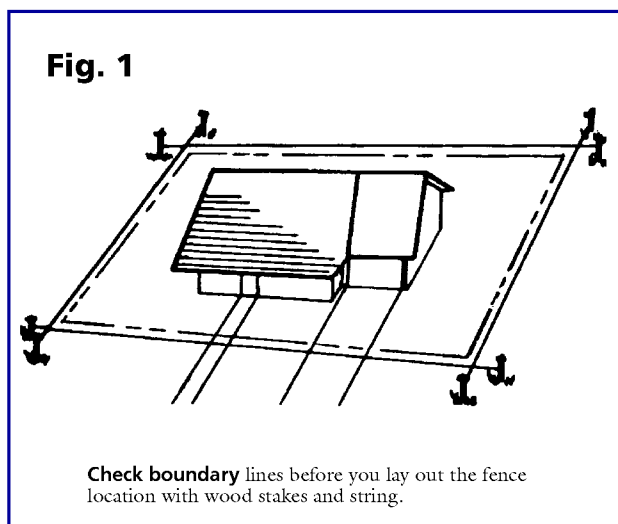 Fig. 1
Check boundary lines before you lay out the fence
location with wood stakes and string.